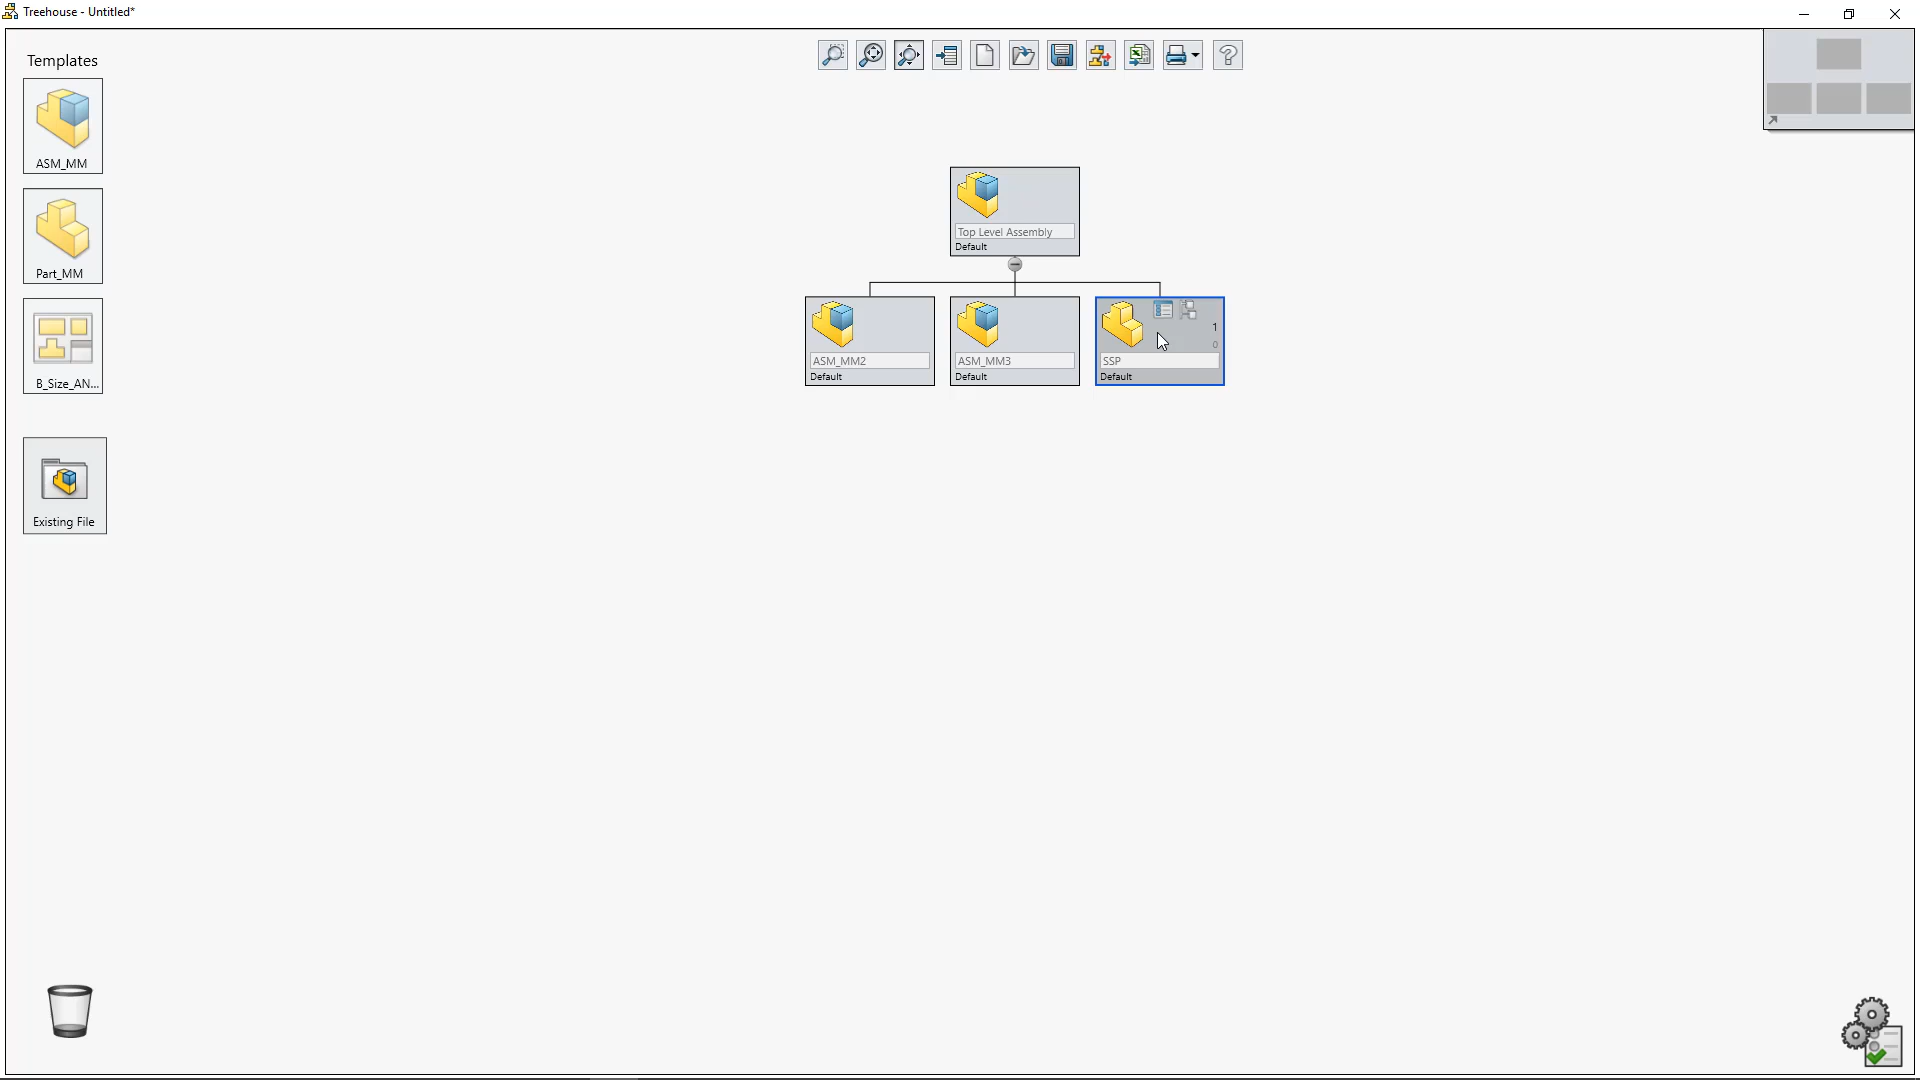 Treehouse - Untitled*
Templates
ASM_MM
Part_MM
B_Size_AN...
Existing File
Top Level Assembly
Default
ASM_MM2
Default
ASM_MM3
Default
1
0
SSP
Default